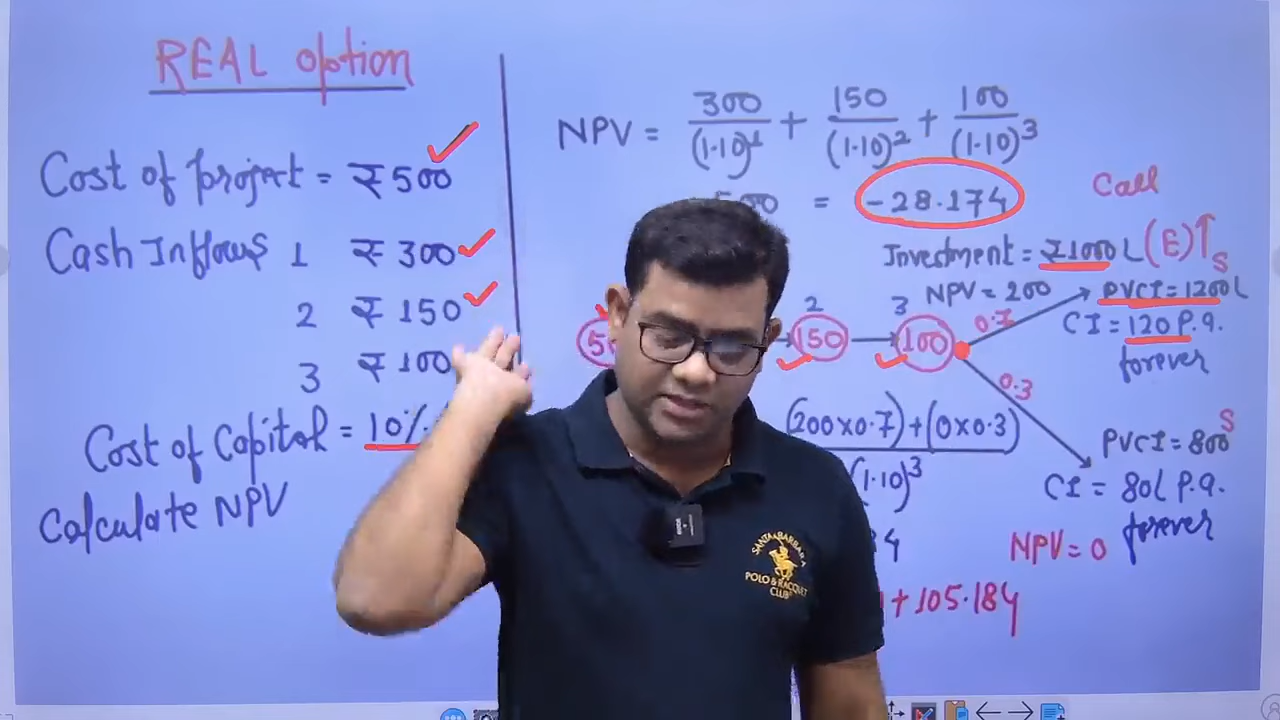 REAL option
Cost of project = ₹500
Cash Inflows 1 ₹300
2 ₹150
3 ₹100
Cost of Capital = 10%
Calculate NPV
NPV = 300/(1.10)^1 + 150/(1.10)^2 + 100/(1.10)^3
= -28.174
Call
Investment = ₹1000L (E)↑
S
NPV = 200
PVCI = 1200L
2
3
150 → 100
0.7
CI = 120 P.a.
forever
0.3
(200×0.7)+(0×0.3)
(1.10)^3
S
PVCI = 800
CI = 80L P.a.
forever
NPV = 0
+105.184
SANTA BARBARA
POLO & RACQUET
CLUB